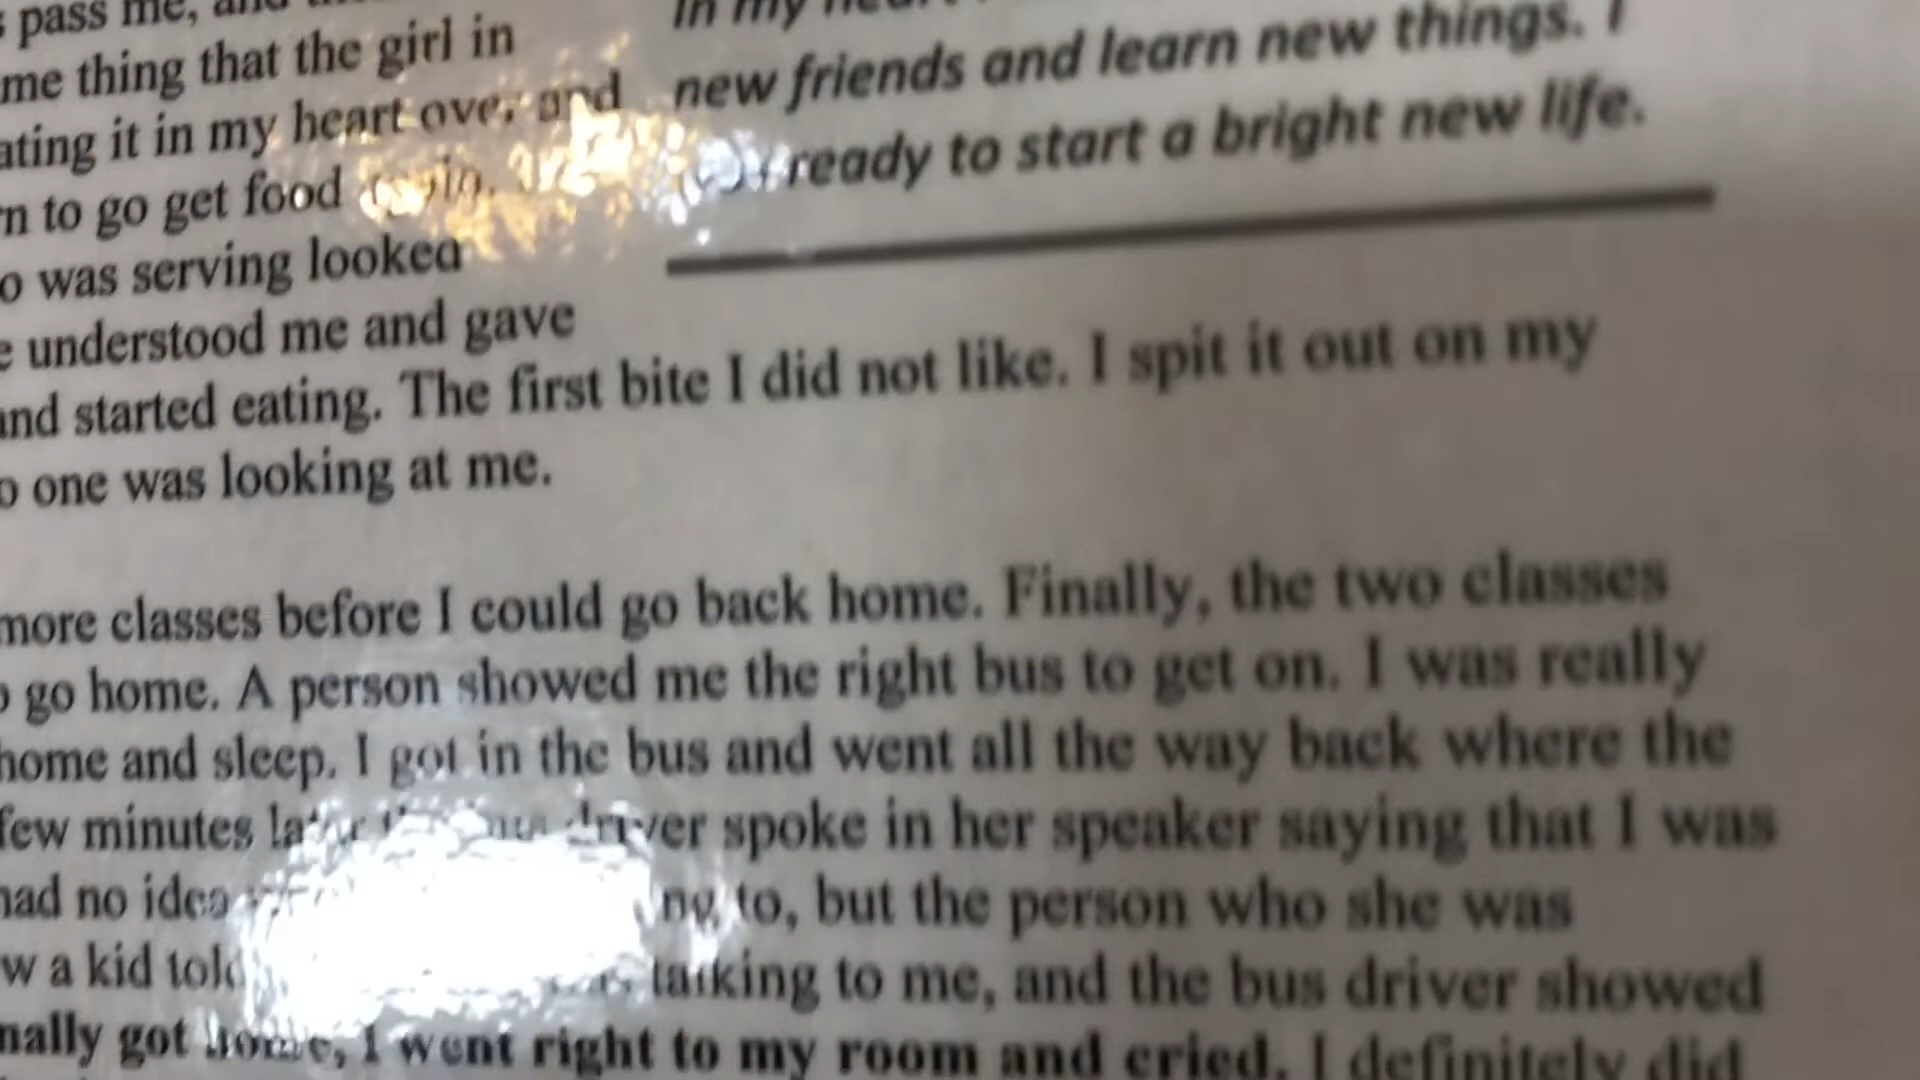 pass me,
me thing that the girl in
ating it in my heart over and
n to go get food
o was serving looked
e understood me and gave
and started eating. The first bite I did not like. I spit it out on my
o one was looking at me.
In my
new friends and learn new things. I
ready to start a bright new life.
more classes before I could go back home. Finally, the two classes
o go home. A person showed me the right bus to get on. I was really
home and sleep. I got in the bus and went all the way back where the
few minutes driver spoke in her speaker saying that I was
had no idea to, but the person who she was
w a kid talking to me, and the bus driver showed
nally got home, I went right to my room and cried. I definitely did